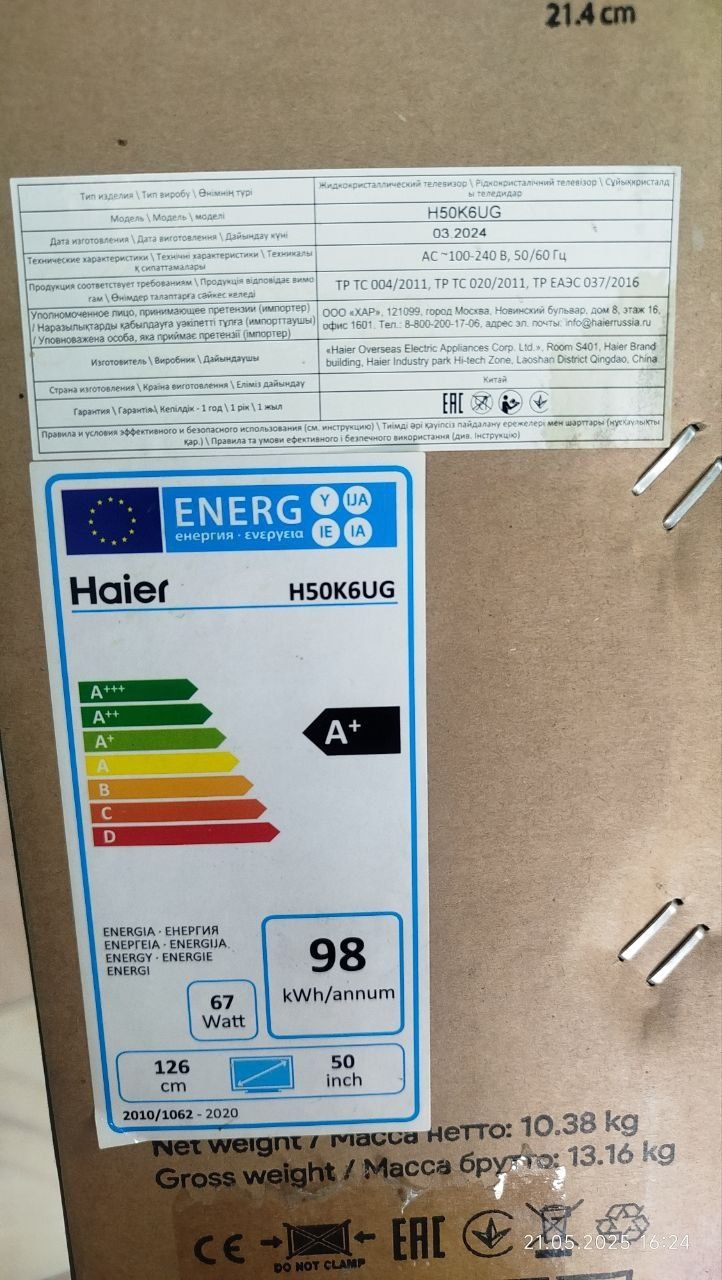 21.4 cm
Тип изделия \ Тип виробу \ Өнімнің түрі
Жидкокристаллический телевизор \ Рідкокристалічний телевізор \ Сұйықкристалд
ы теледидар
Модель \ Модель \ моделі
H50K6UG
Дата изготовления \ Дата виготовлення \ Дайындау күні
03.2024
Технические характеристики \ Технічні характеристики \ Техникалы
қ сипаттамалары
АС ~100-240 В, 50/60 Гц
Продукция соответствует требованиям \ Продукція відповідає вимо
гам \ Өнімдер талаптарға сәйкес келеді
ТР ТС 004/2011, ТР ТС 020/2011, ТР ЕАЭС 037/2016
Уполномоченное лицо, принимающее претензии (импортер)
/ Наразылықтарды қабылдауға уәкілетті тұлға (импорттаушы)
/ Уповноважена особа, яка приймає претензії (імпортер)
ООО «ХАР», 121099, город Москва, Новинский бульвар, дом 8, этаж 16,
офис 1601. Тел.: 8-800-200-17-06, адрес эл. почты: info@haierrussia.ru
Изготовитель \ Виробник \ Дайындаушы
«Haier Overseas Electric Appliances Corp. Ltd.», Room S401, Haier Brand
building, Haier Industry park Hi-tech Zone, Laoshan District Qingdao, China
Страна изготовления \ Країна виготовлення \ Еліміз дайындау
Китай
Гарантия \ Гарантія\ Кепілдік - 1 год \ 1 рік \ 1 жыл
EAC
Правила и условия эффективного и безопасного использования (см. инструкцию) \ Тиімді әрі қауіпсіз пайдалану ережелері мен шарттары (нұсқаулықты
қар.) \ Правила та умови ефективного і безпечного використання (див. Інструкцію)
ENERG Y IJA
енергия · ενεργεια IE IA
Haier H50K6UG
A+++
A++
A+
A+
A
B
C
D
ENERGIA · ЕНЕРГИЯ
ΕΝΕΡΓΕΙΑ · ENERGIJA
ENERGY · ENERGIE
ENERGI
98
kWh/annum
67
Watt
126
cm
50
inch
2010/1062 - 2020
Net weight / Масса нетто: 10.38 kg
Gross weight / Масса брутто: 13.16 kg
CE
DO NOT CLAMP
EAC
21.05.2025 16:24